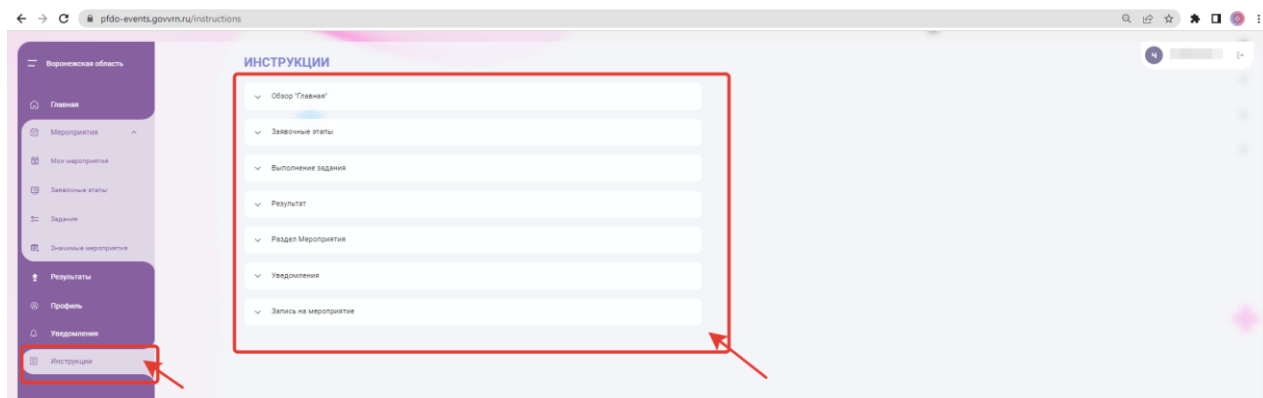 pfdo-events.govvrn.ru/instructions
Воронежская область
Главная
Мероприятия
Мои мероприятия
Заявочные этапы
Задания
Значимые мероприятия
Результаты
Профиль
Уведомления
Инструкции
ИНСТРУКЦИИ
Обзор "Главная"
Заявочные этапы
Выполнение задания
Результат
Раздел Мероприятия
Уведомления
Запись на мероприятие
Ч